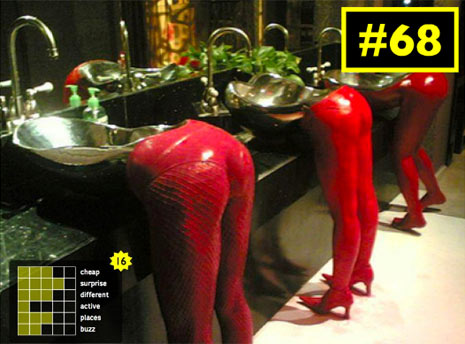 #68
16
cheap
surprise
different
active
places
buzz